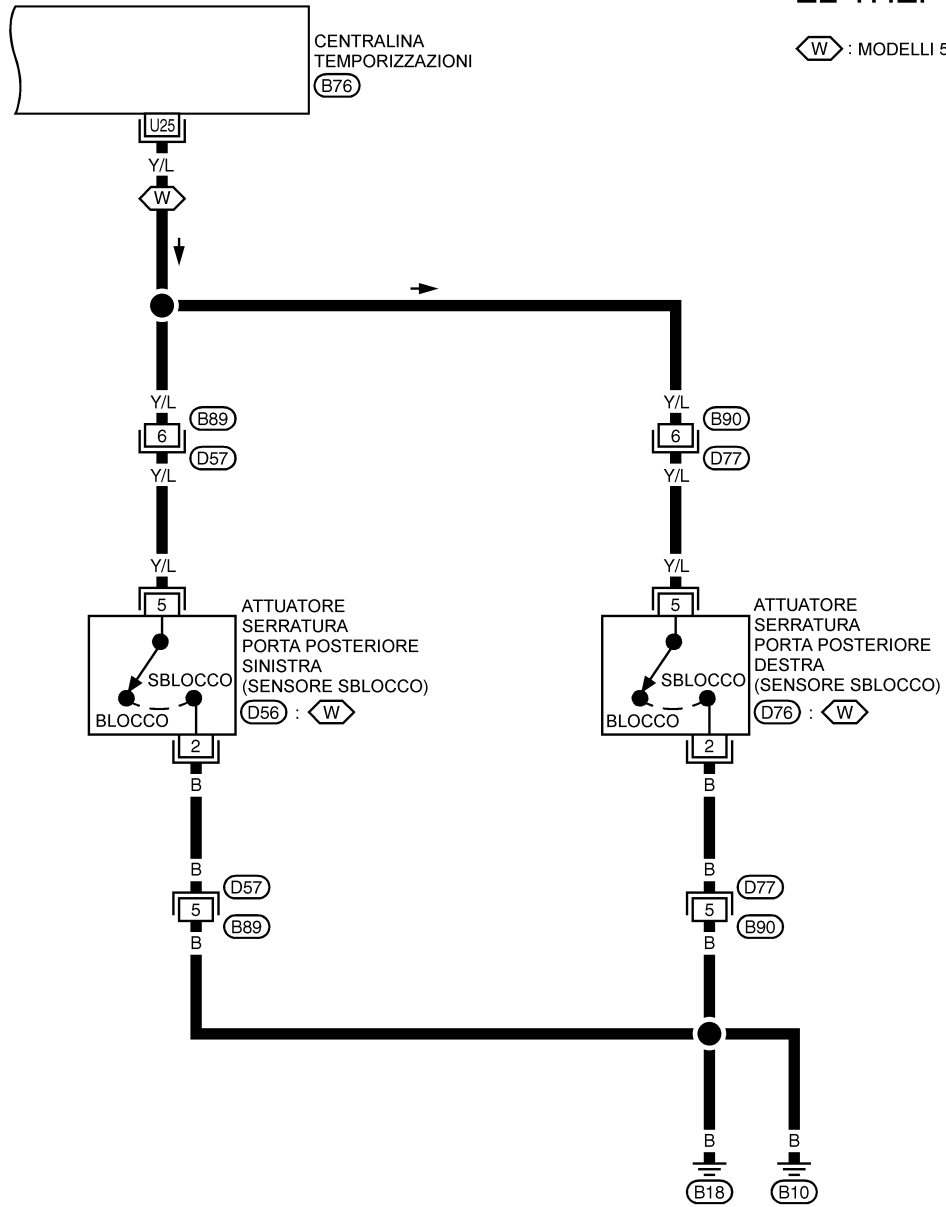 CENTRALINA
TEMPORIZZAZIONI
B76
W : MODELLI 5
U25
Y/L
W
Y/L
B89
6
D57
Y/L
Y/L
B90
6
D77
Y/L
Y/L
5
ATTUATORE
SERRATURA
PORTA POSTERIORE
SINISTRA
(SENSORE SBLOCCO)
D56 : W
SBLOCCO
BLOCCO
2
Y/L
5
ATTUATORE
SERRATURA
PORTA POSTERIORE
DESTRA
(SENSORE SBLOCCO)
D76 : W
SBLOCCO
BLOCCO
2
B
B
D57
5
B89
B
B
B
D77
5
B90
B
B
B
B18
B10